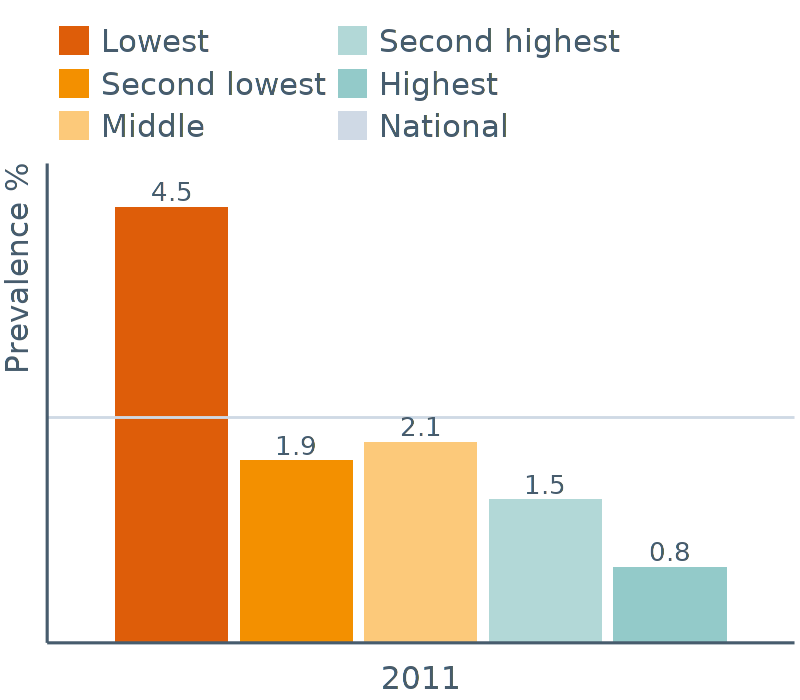 Lowest
Second lowest
Middle
Second highest
Highest
National
Prevalence %
4.5
1.9
2.1
1.5
0.8
2011